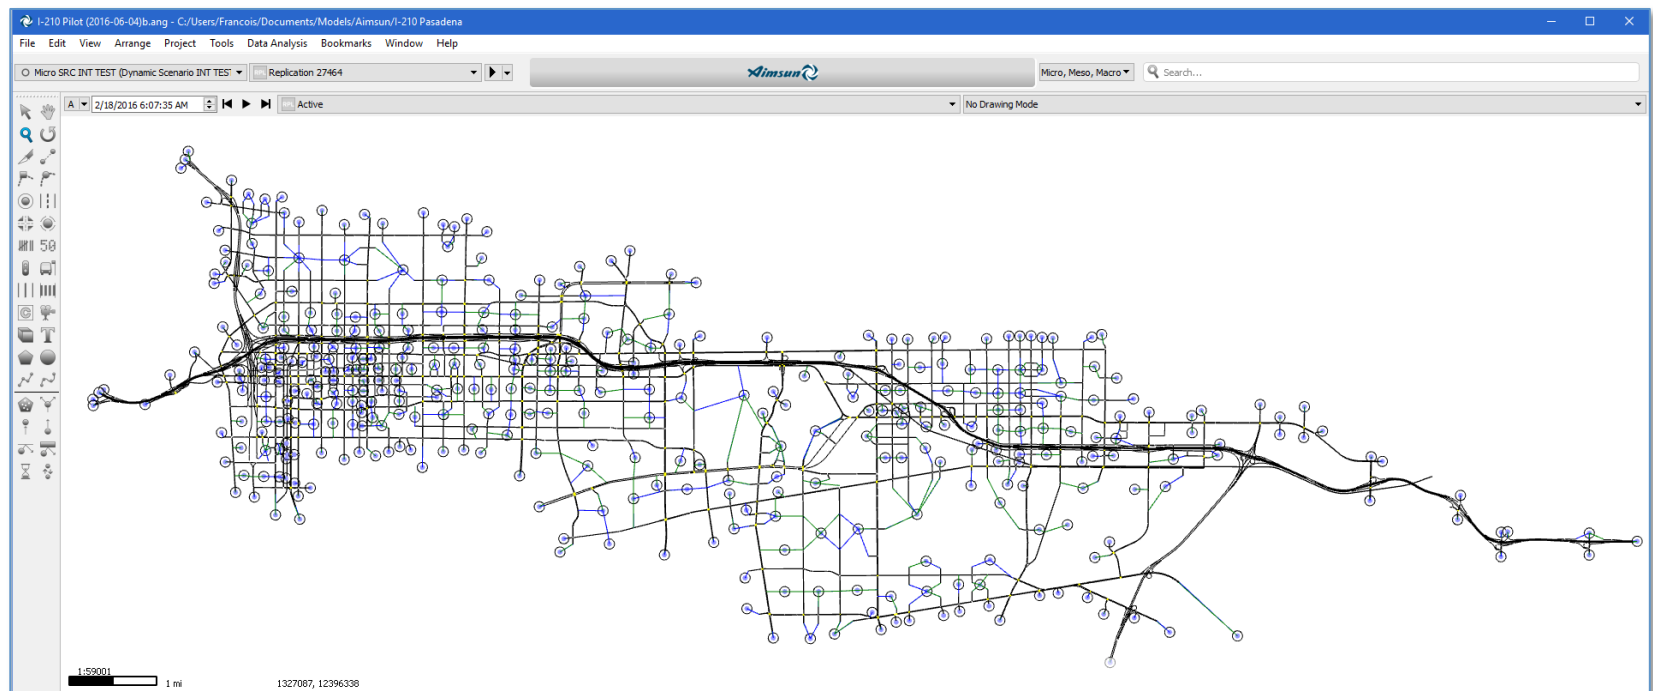 I-210 Pilot (2016-06-04)b.ang - C:/Users/Francois/Documents/Models/Aimsun/I-210 Pasadena
File Edit View Arrange Project Tools Data Analysis Bookmarks Window Help
Micro SRC INT TEST (Dynamic Scenario INT TES Replication 27464 Aimsun Micro, Meso, Macro Search...
A 2/18/2016 6:07:35 AM Active No Drawing Mode
50
C
T
1:59001
1 mi 1327087, 12396338